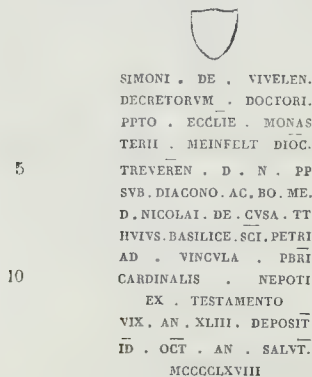 SIMONI . DE . VIVELEN.
DECRETORVM . DOCTORI.
PPTO . ECCLIE . MONAS
TERII . MEINFELT DIOC.
5 TREVEREN . D . N . PP
SVB . DIACONO . AC . BO . ME.
D . NICOLAI . DE . CVSA . TT
HVIVS . BASILICE . SCI . PETRI
AD . VINCVLA . PBRI
10 CARDINALIS . NEPOTI
EX . TESTAMENTO
VIX . AN . XLIII . DEPOSIT
ID . OCT . AN . SALVT.
MCCCCLXVIII